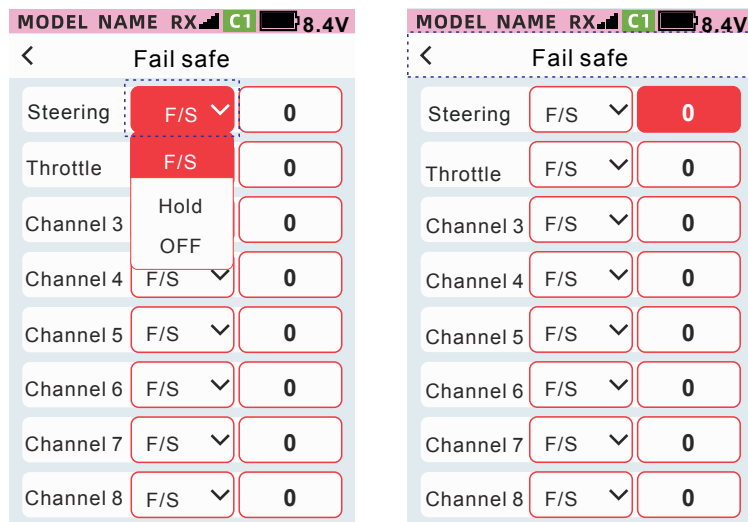 MODEL NAME RX C1 8.4V
Fail safe
Steering F/S 0
Throttle F/S 0
Hold
Channel 3 0
OFF
Channel 4 F/S 0
Channel 5 F/S 0
Channel 6 F/S 0
Channel 7 F/S 0
Channel 8 F/S 0
MODEL NAME RX C1 8.4V
Fail safe
Steering F/S 0
Throttle F/S 0
Channel 3 F/S 0
Channel 4 F/S 0
Channel 5 F/S 0
Channel 6 F/S 0
Channel 7 F/S 0
Channel 8 F/S 0